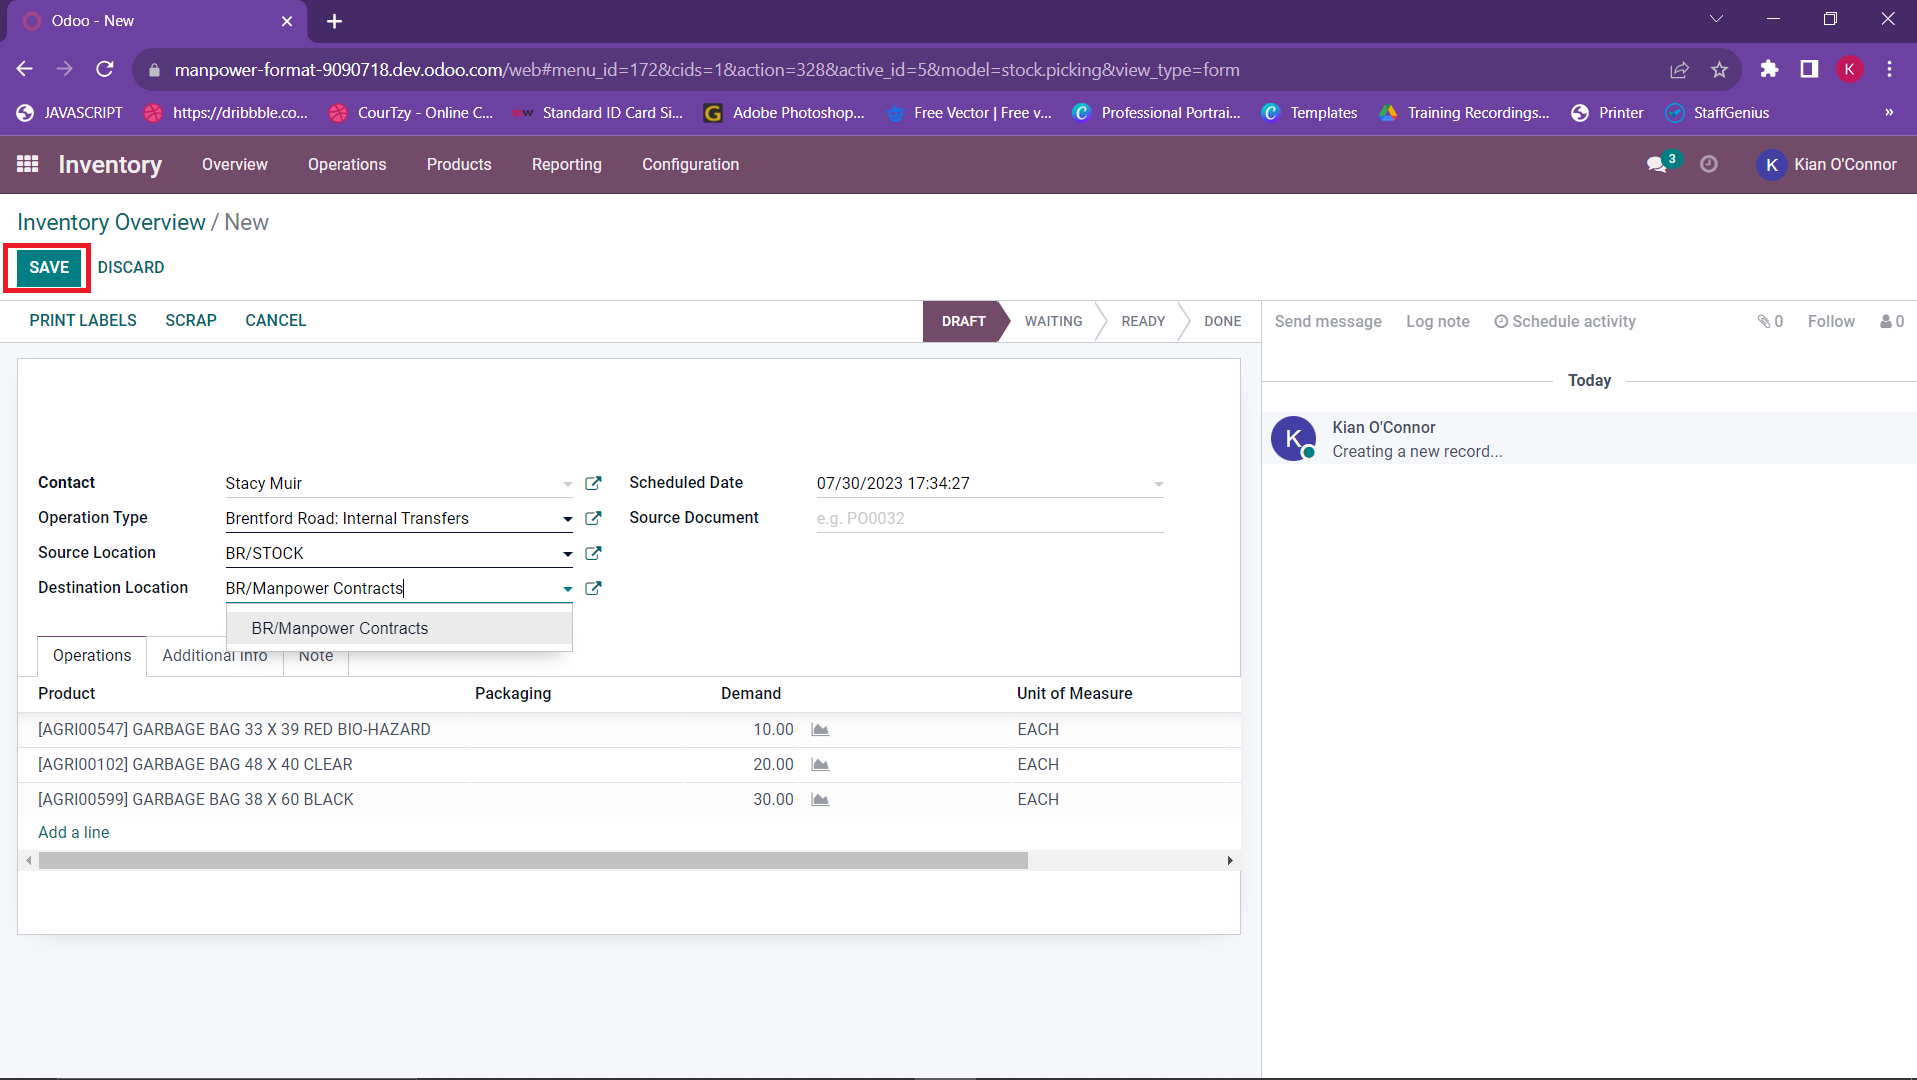 Odoo - New
manpower-format-9090718.dev.odoo.com/web#menu_id=172&cids=1&action=328&active_id=5&model=stock.picking&view_type=form
K
JAVASCRIPT https://dribbble.co... CourTzy - Online C... Standard ID Card Si... G Adobe Photoshop... Free Vector | Free v... Professional Portrai... Templates Training Recordings... Printer StaffGenius »
Inventory Overview Operations Products Reporting Configuration 3 K Kian O'Connor
Inventory Overview / New
SAVE DISCARD
PRINT LABELS SCRAP CANCEL DRAFT WAITING READY DONE
Send message Log note Schedule activity 0 Follow 0
Today
K Kian O'Connor
Creating a new record...
Contact Stacy Muir Scheduled Date 07/30/2023 17:34:27
Operation Type Brentford Road: Internal Transfers Source Document e.g. PO0032
Source Location BR/STOCK
Destination Location BR/Manpower Contracts
BR/Manpower Contracts
Operations Additional Info Note
Product Packaging Demand Unit of Measure
[AGRI00547] GARBAGE BAG 33 X 39 RED BIO-HAZARD 10.00 EACH
[AGRI00102] GARBAGE BAG 48 X 40 CLEAR 20.00 EACH
[AGRI00599] GARBAGE BAG 38 X 60 BLACK 30.00 EACH
Add a line